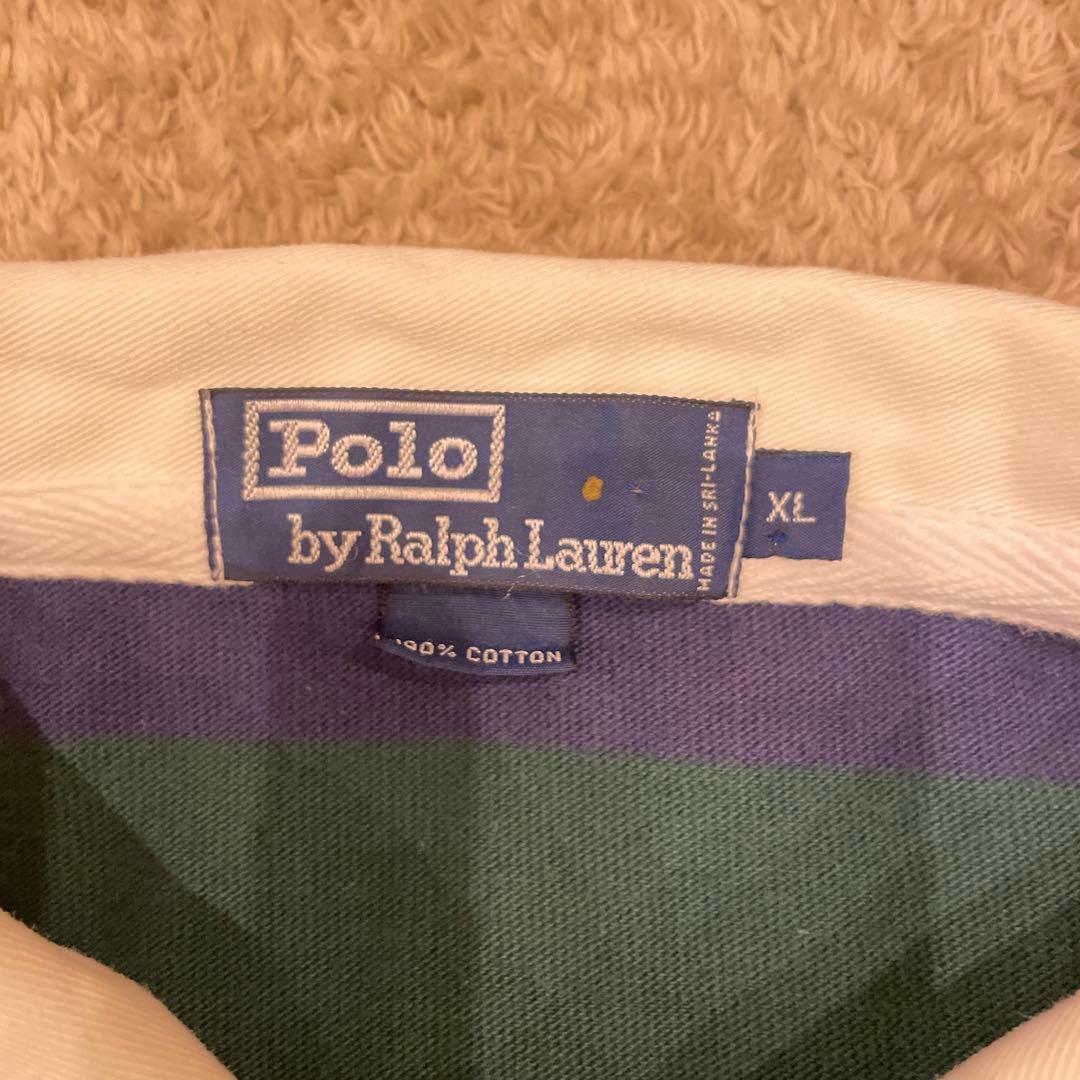 Polo
by Ralph Lauren
MADE IN SRI-LANKA
XL
100% COTTON